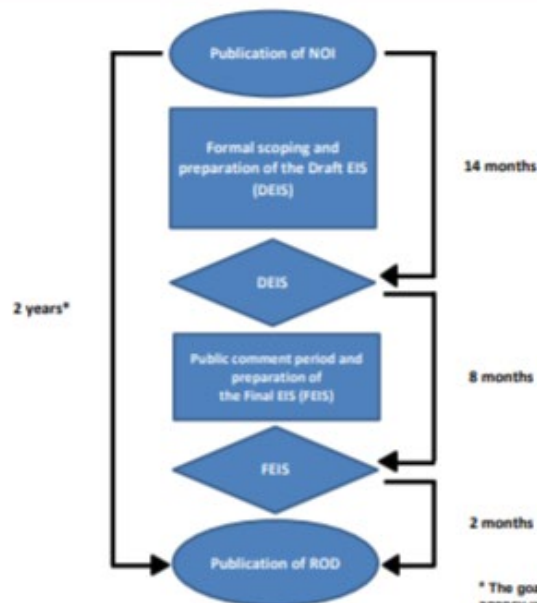 Publication of NOI
Formal scoping and
preparation of the Draft EIS
(DEIS)
14 months
DEIS
2 years*
Public comment period and
preparation of
the Final EIS (FEIS)
8 months
FEIS
2 months
Publication of ROD
* The goa